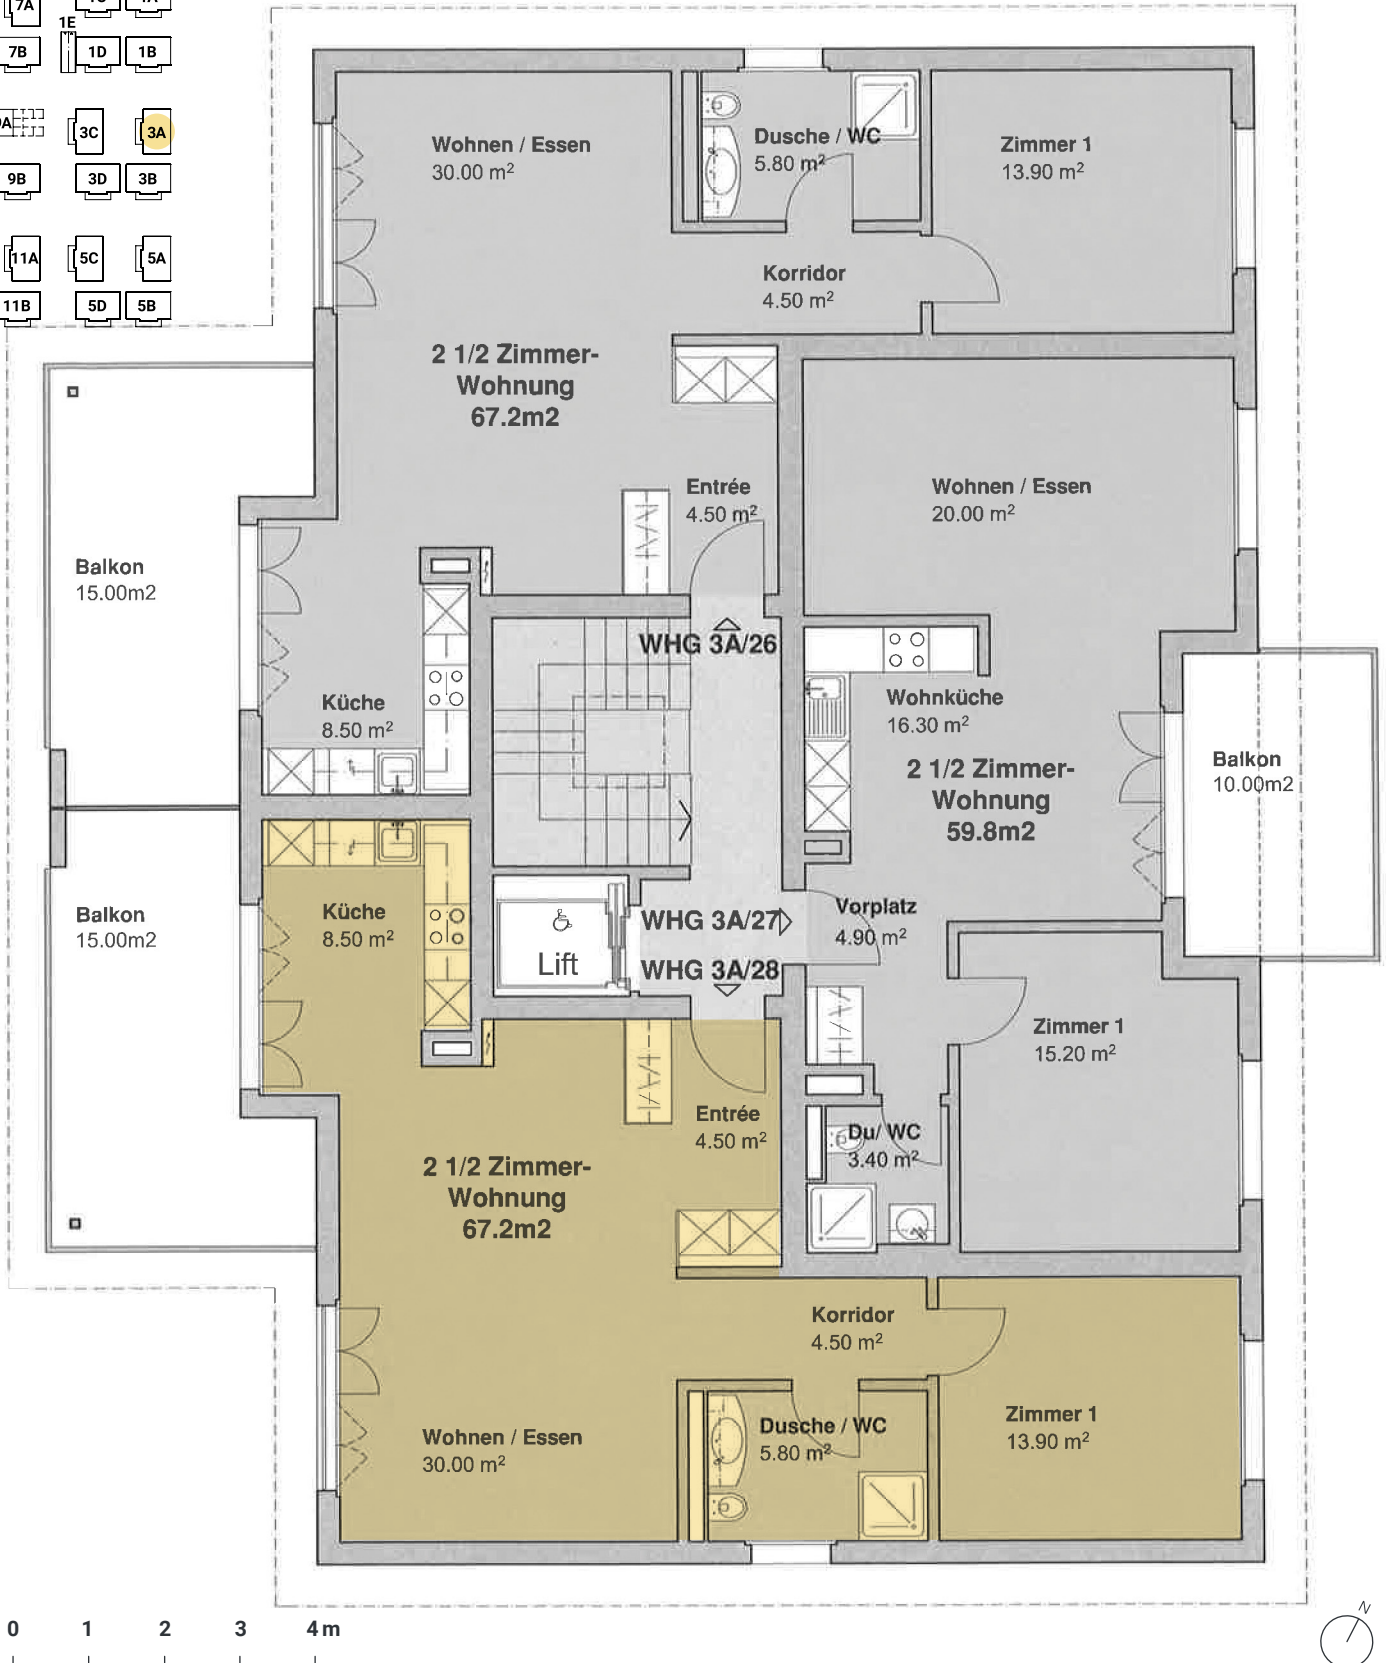 7A
1E
7B
1D
1B
3C
3A
9B
3D
3B
11A
5C
5A
11B
5D
5B
Wohnen / Essen
30.00 m²
Dusche / WC
5.80 m²
Zimmer 1
13.90 m²
Korridor
4.50 m²
2 1/2 Zimmer-
Wohnung
67.2m2
Entrée
4.50 m²
Wohnen / Essen
20.00 m²
Balkon
15.00m2
WHG 3A/26
Küche
8.50 m²
Wohnküche
16.30 m²
2 1/2 Zimmer-
Wohnung
59.8m2
Balkon
10.00m2
Balkon
15.00m2
Küche
8.50 m²
Lift
WHG 3A/27
WHG 3A/28
Vorplatz
4.90 m²
Zimmer 1
15.20 m²
Entrée
4.50 m²
Du/ WC
3.40 m²
2 1/2 Zimmer-
Wohnung
67.2m2
Korridor
4.50 m²
Wohnen / Essen
30.00 m²
Dusche / WC
5.80 m²
Zimmer 1
13.90 m²
0 1 2 3 4 m
N